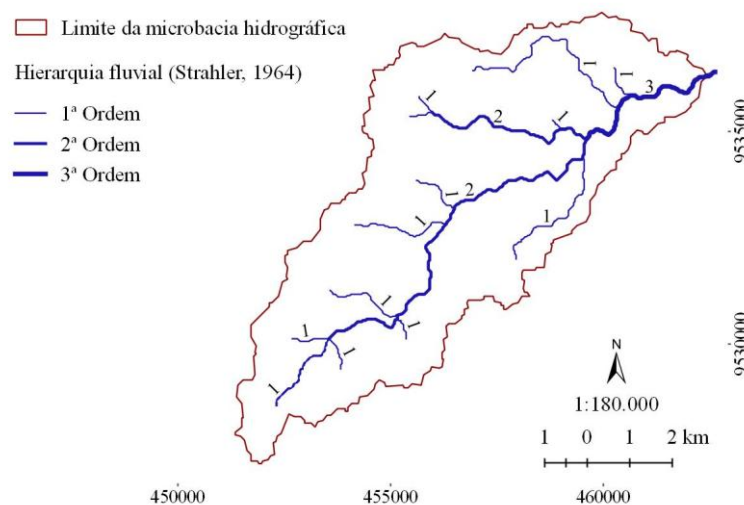 Limite da microbacia hidrográfica
Hierarquia fluvial (Strahler, 1964)
1ª Ordem
2ª Ordem
3ª Ordem
1
1
3
1
2
1
1
2
1
1
1
1
1
1
1
9535000
9530000
N
1:180.000
1 0 1 2 km
450000 455000 460000